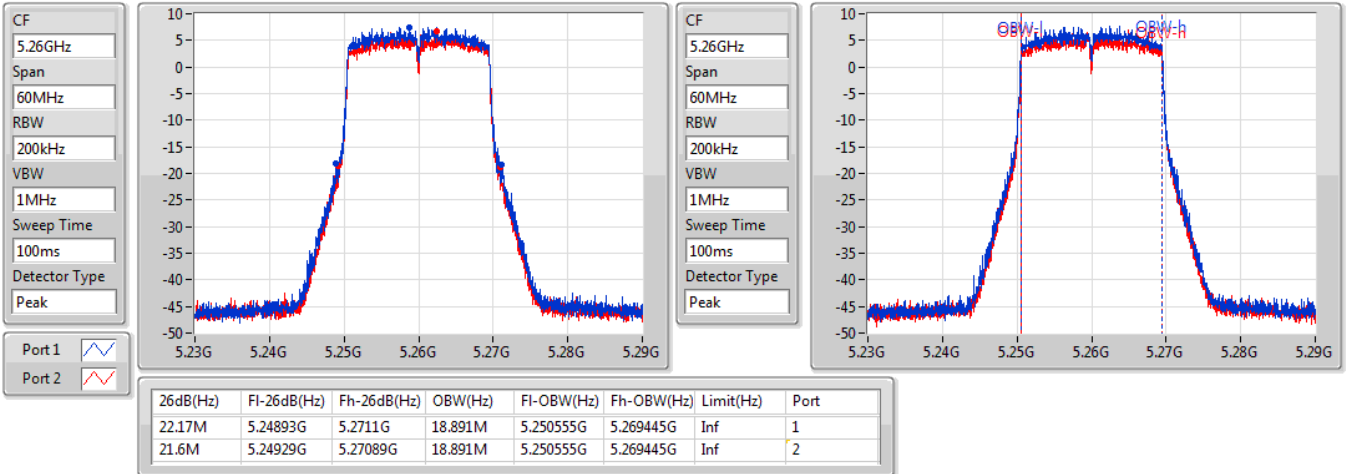 CF
5.26GHz
Span
60MHz
RBW
200kHz
VBW
1MHz
Sweep Time
100ms
Detector Type
Peak
Port 1
Port 2
10
5
0
-5
-10
-15
-20
-25
-30
-35
-40
-45
-50
5.23G 5.24G 5.25G 5.26G 5.27G 5.28G 5.29G
CF
5.26GHz
Span
60MHz
RBW
200kHz
VBW
1MHz
Sweep Time
100ms
Detector Type
Peak
10
5
0
-5
-10
-15
-20
-25
-30
-35
-40
-45
-50
OBW-l OBW-h
5.23G 5.24G 5.25G 5.26G 5.27G 5.28G 5.29G
26dB(Hz) Fl-26dB(Hz) Fh-26dB(Hz) OBW(Hz) Fl-OBW(Hz) Fh-OBW(Hz) Limit(Hz) Port
22.17M 5.24893G 5.2711G 18.891M 5.250555G 5.269445G Inf 1
21.6M 5.24929G 5.27089G 18.891M 5.250555G 5.269445G Inf 2